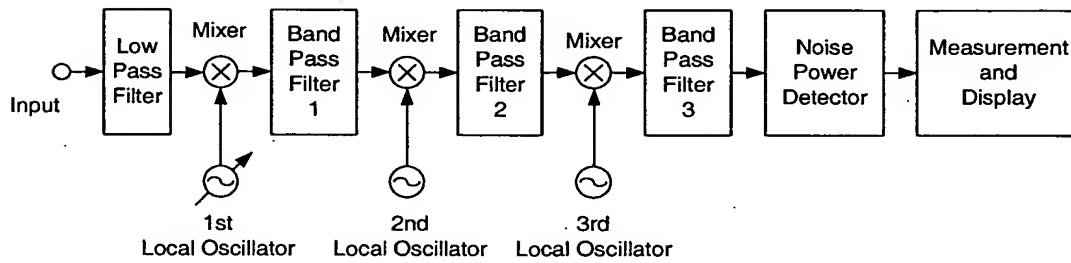 Input
Low
Pass
Filter
Mixer
1st
Local Oscillator
Band
Pass
Filter
1
Mixer
2nd
Local Oscillator
Band
Pass
Filter
2
Mixer
3rd
Local Oscillator
Band
Pass
Filter
3
Noise
Power
Detector
Measurement
and
Display